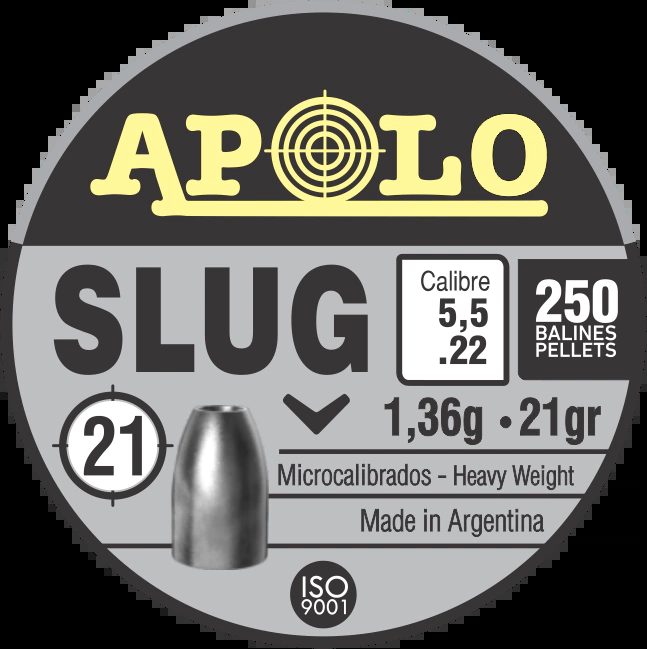 APOLO
SLUG
Calibre
5,5
.22
250
BALINES
PELLETS
21
1,36g • 21gr
Microcalibrados - Heavy Weight
Made in Argentina
ISO
9001